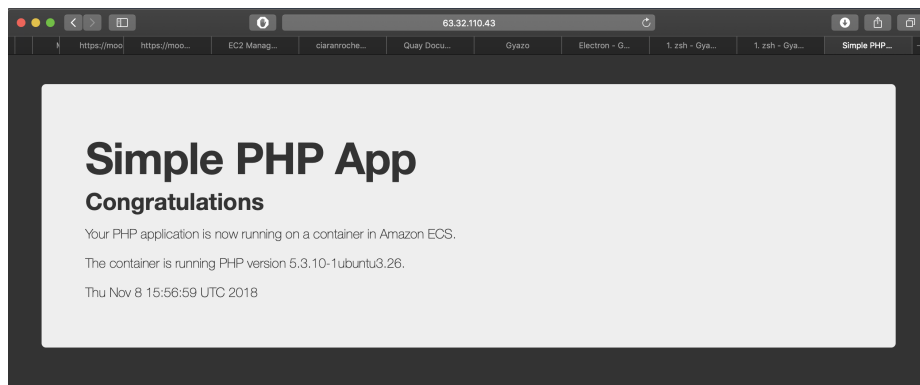 63.32.110.43
https://moo
https://moo...
EC2 Manag...
ciaranroche...
Quay Docu...
Gyazo
Electron - G...
1. zsh - Gya...
1. zsh - Gya...
Simple PHP...
Simple PHP App
Congratulations
Your PHP application is now running on a container in Amazon ECS.
The container is running PHP version 5.3.10-1ubuntu3.26.
Thu Nov 8 15:56:59 UTC 2018